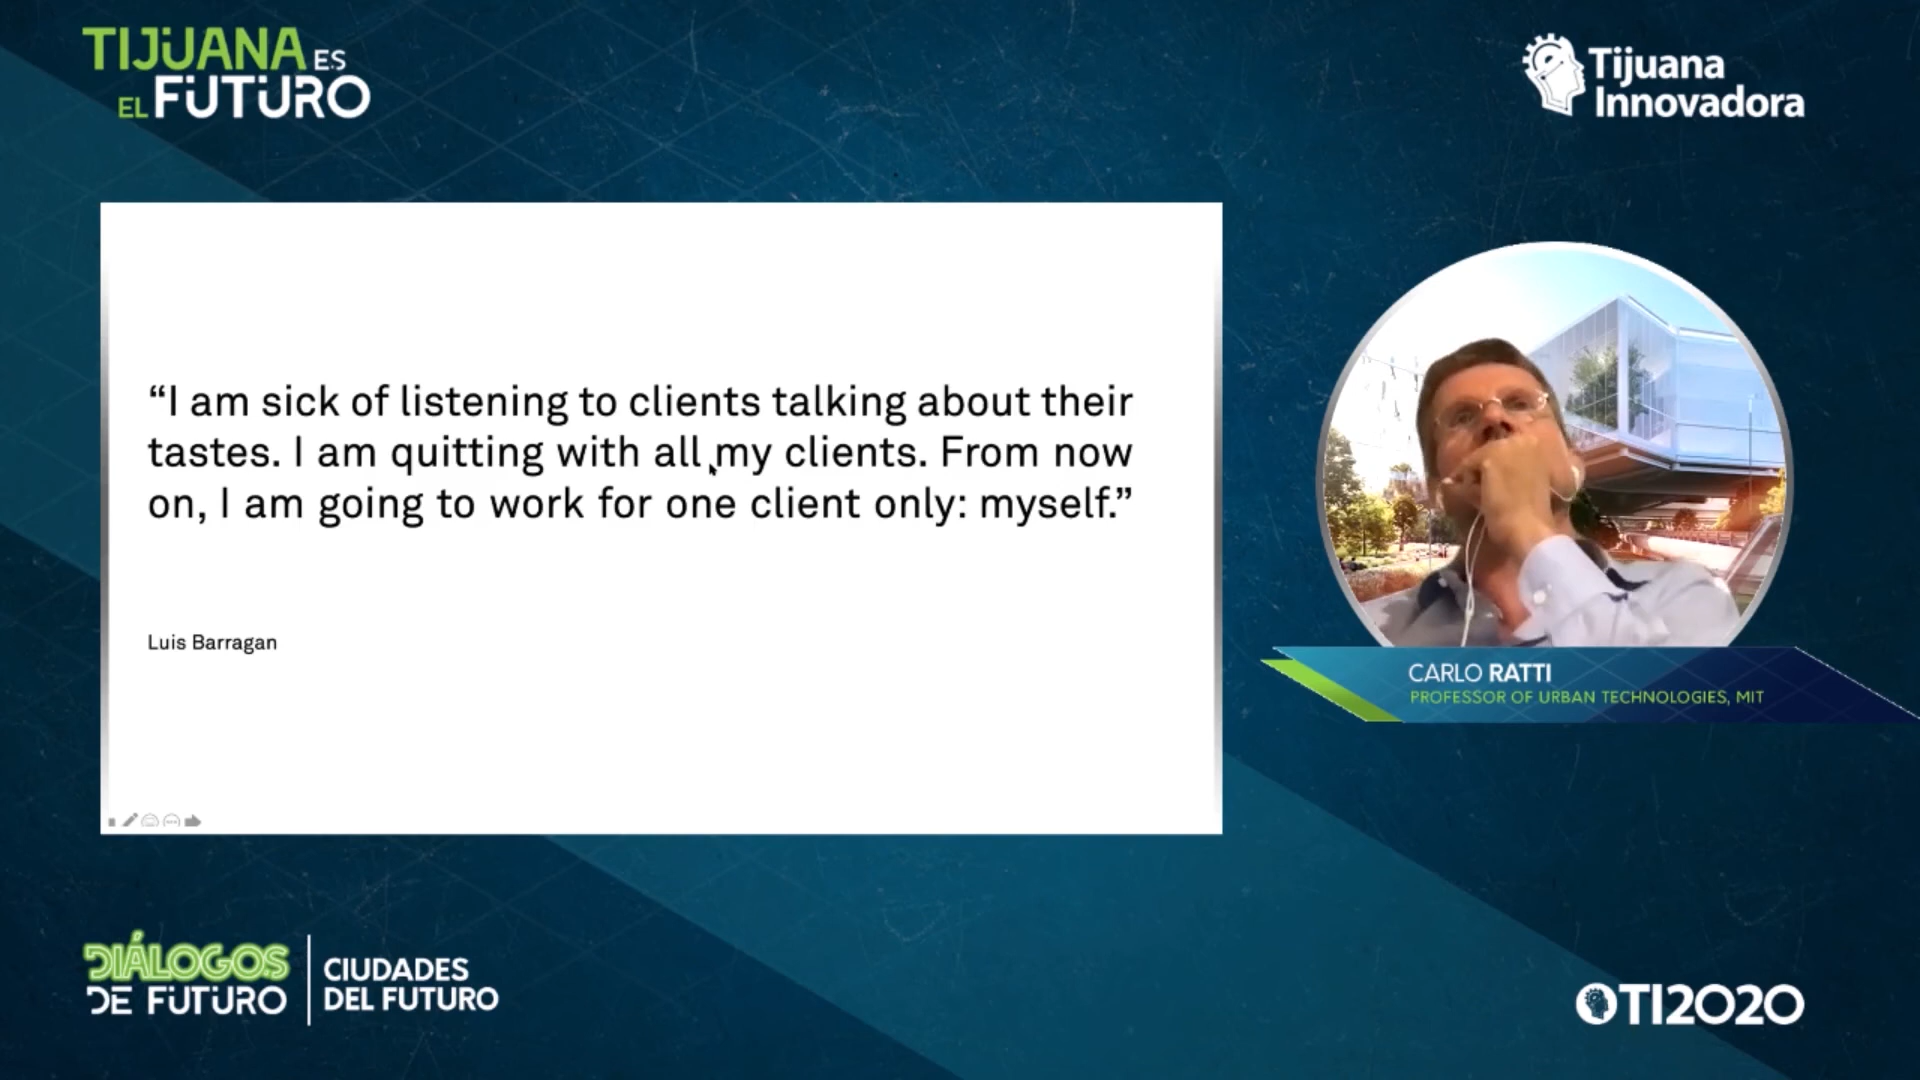 TIJUANA ES
EL FUTURO
Tijuana
Innovadora
“I am sick of listening to clients talking about their
tastes. I am quitting with all my clients. From now
on, I am going to work for one client only: myself.”
Luis Barragan
CARLO RATTI
PROFESSOR OF URBAN TECHNOLOGIES, MIT
DIÁLOGOS
DE FUTURO
CIUDADES
DEL FUTURO
TI2020